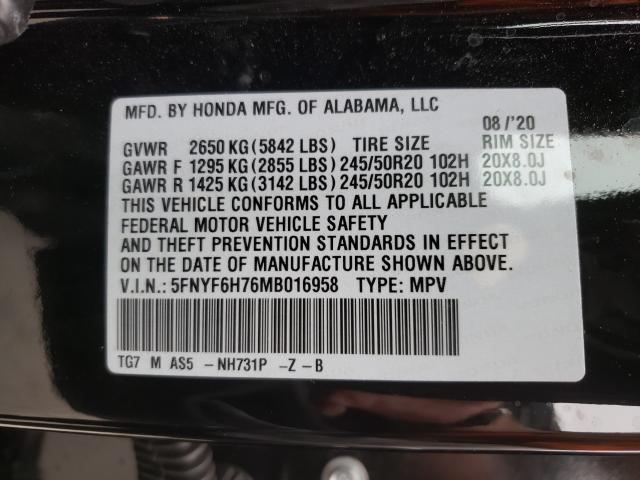 MFD. BY HONDA MFG. OF ALABAMA, LLC
08/'20
GVWR 2650 KG(5842 LBS) TIRE SIZE RIM SIZE
GAWR F 1295 KG(2855 LBS) 245/50R20 102H 20X8.0J
GAWR R 1425 KG(3142 LBS) 245/50R20 102H 20X8.0J
THIS VEHICLE CONFORMS TO ALL APPLICABLE
FEDERAL MOTOR VEHICLE SAFETY
AND THEFT PREVENTION STANDARDS IN EFFECT
ON THE DATE OF MANUFACTURE SHOWN ABOVE.
V.I.N.: 5FNYF6H76MB016958 TYPE: MPV
TG7 M AS5 -NH731P -Z -B